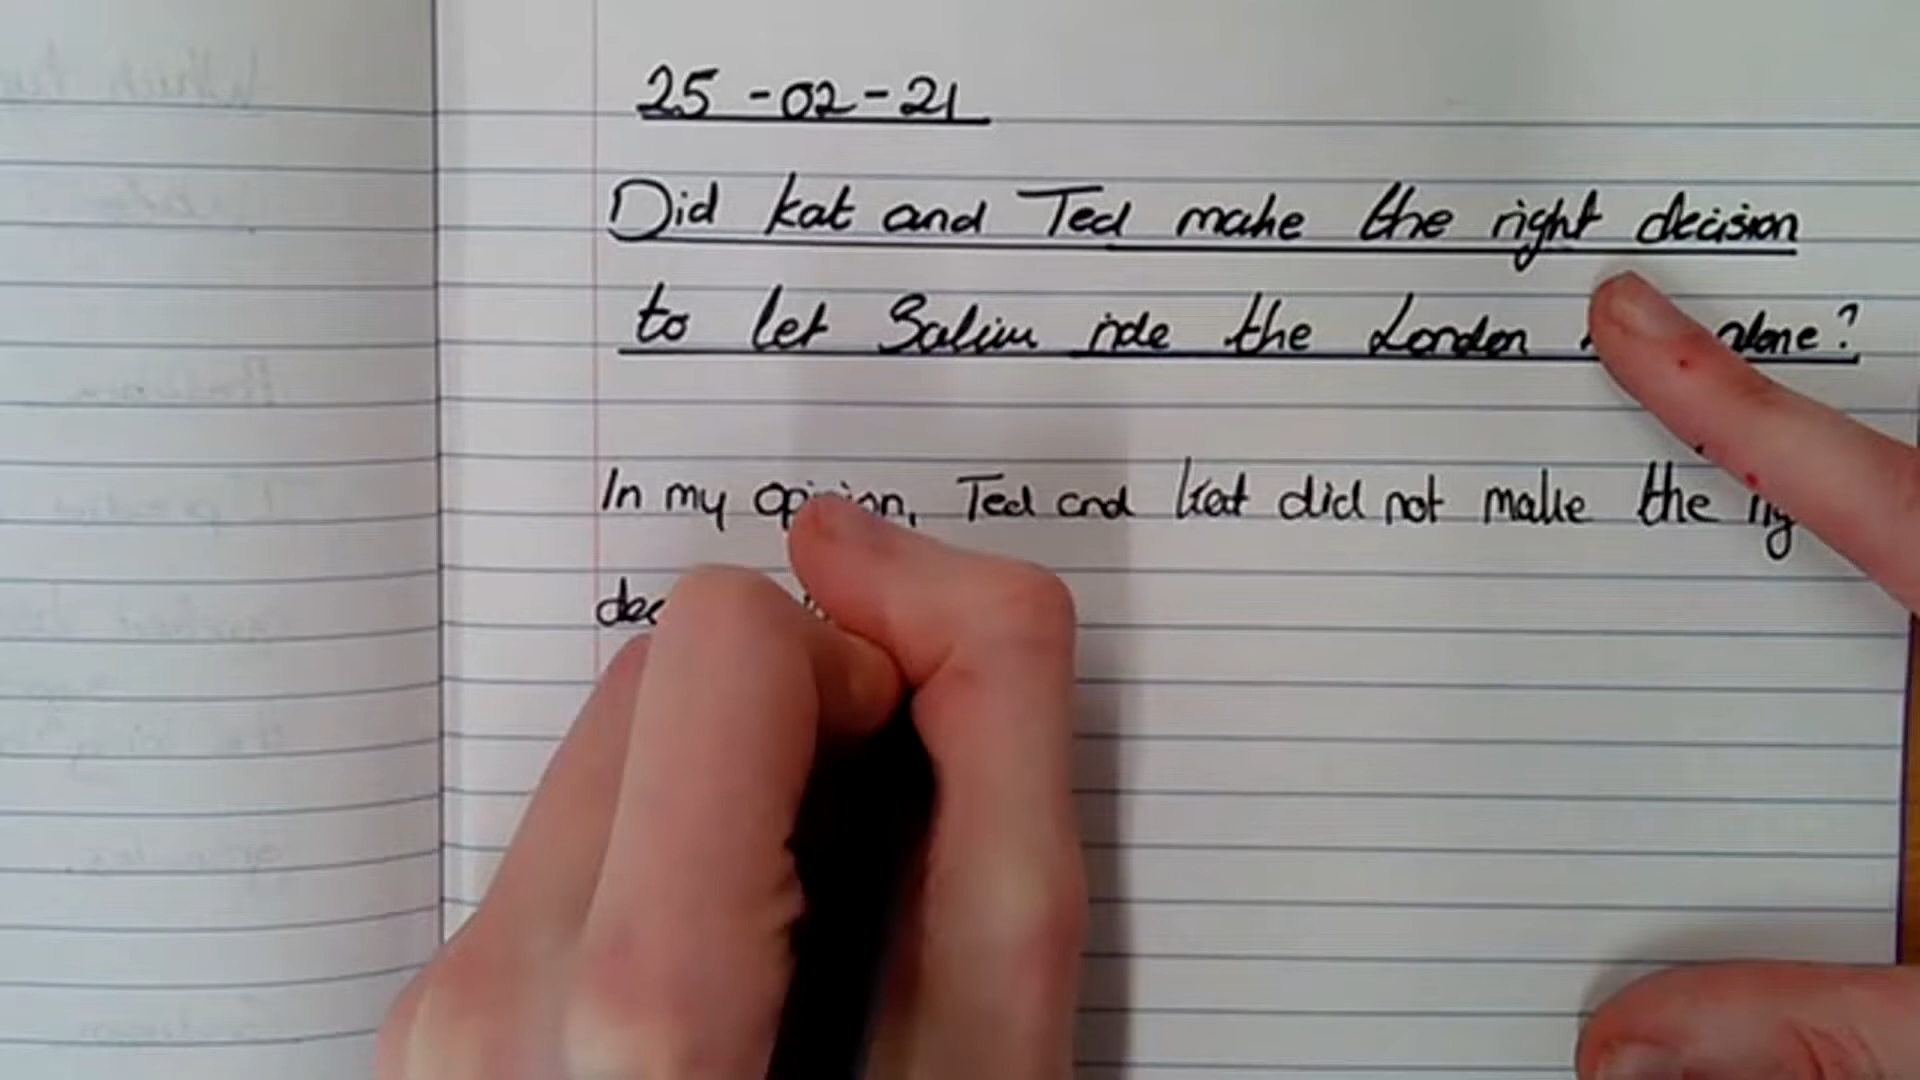 25-02-21
Did Kat and Ted make the right decision
to let Salim ride the London alone?
In my opinion, Ted and Kat did not make the